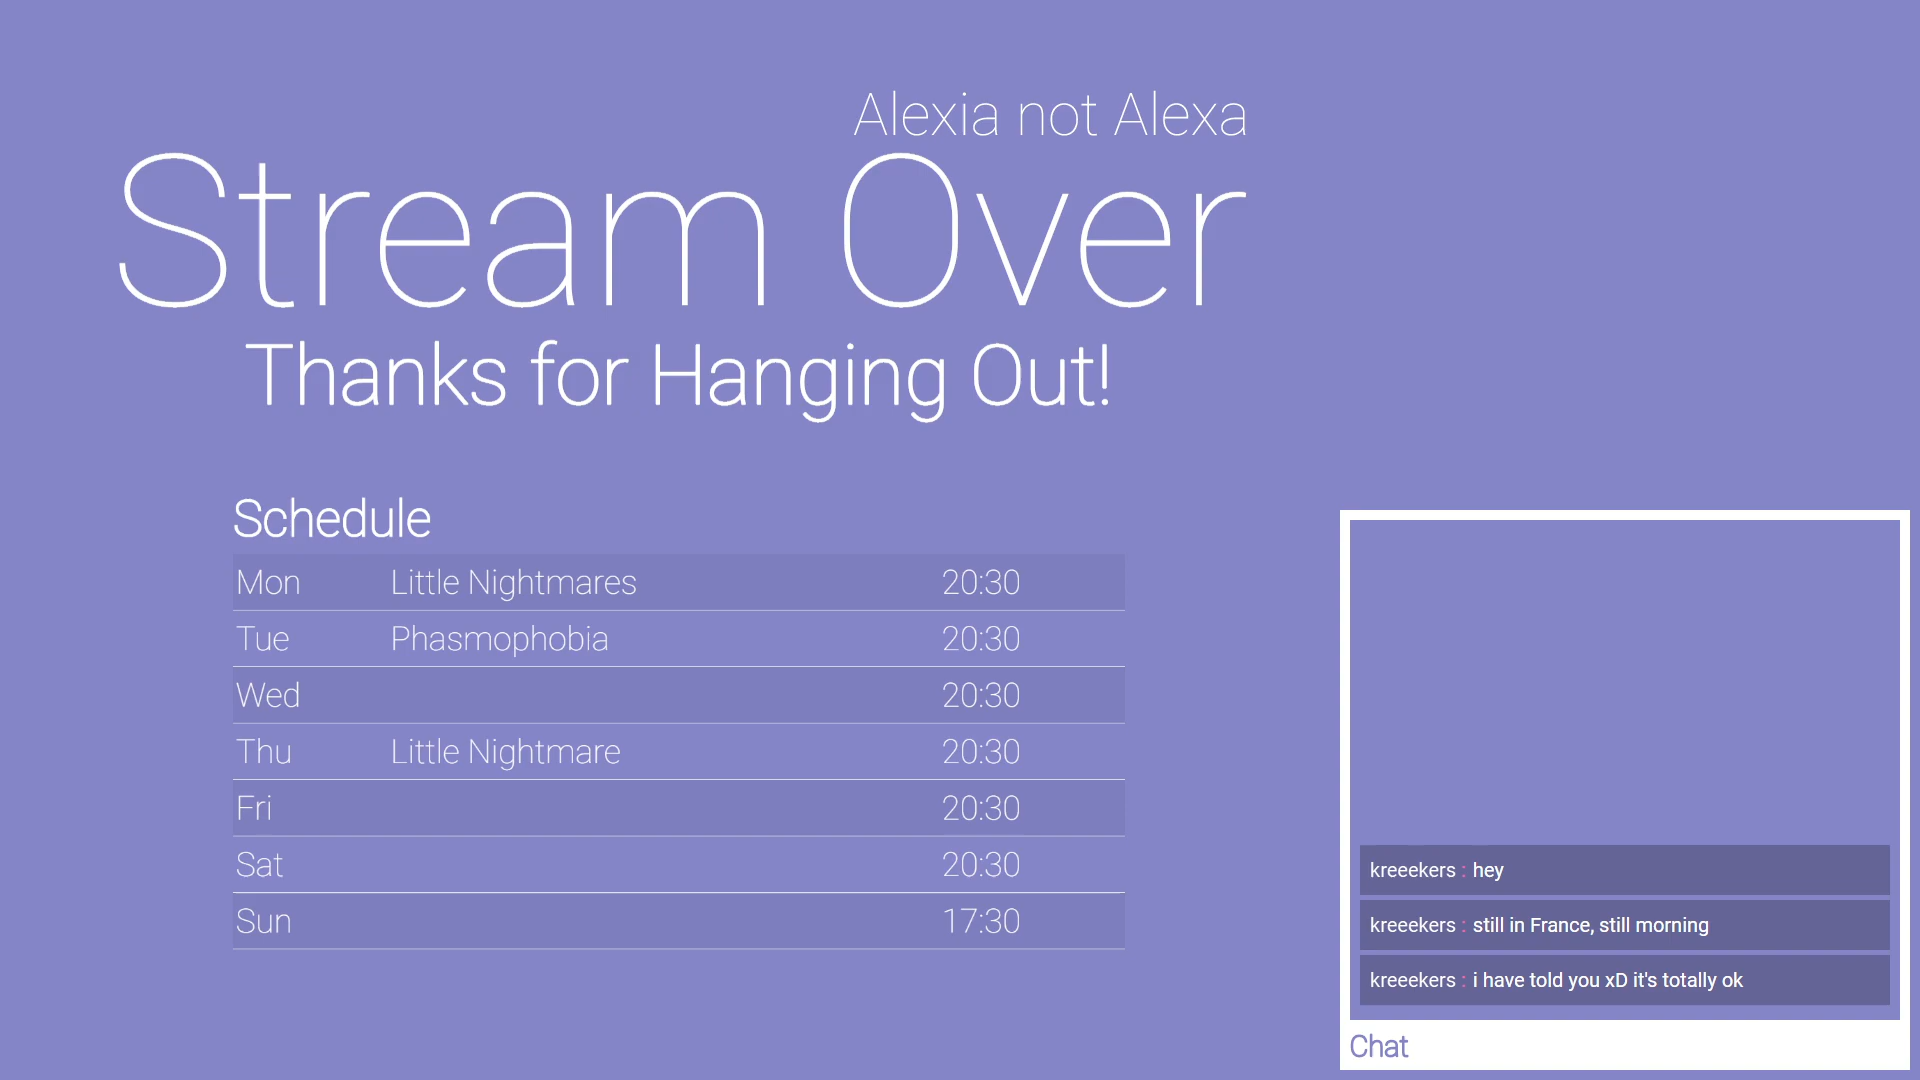 Alexia not Alexa
Stream Over
Thanks for Hanging Out!
Schedule
Mon Little Nightmares 20:30
Tue Phasmophobia 20:30
Wed 20:30
Thu Little Nightmare 20:30
Fri 20:30
Sat 20:30
Sun 17:30
kreeekers : hey
kreeekers : still in France, still morning
kreeekers : i have told you xD it's totally ok
Chat